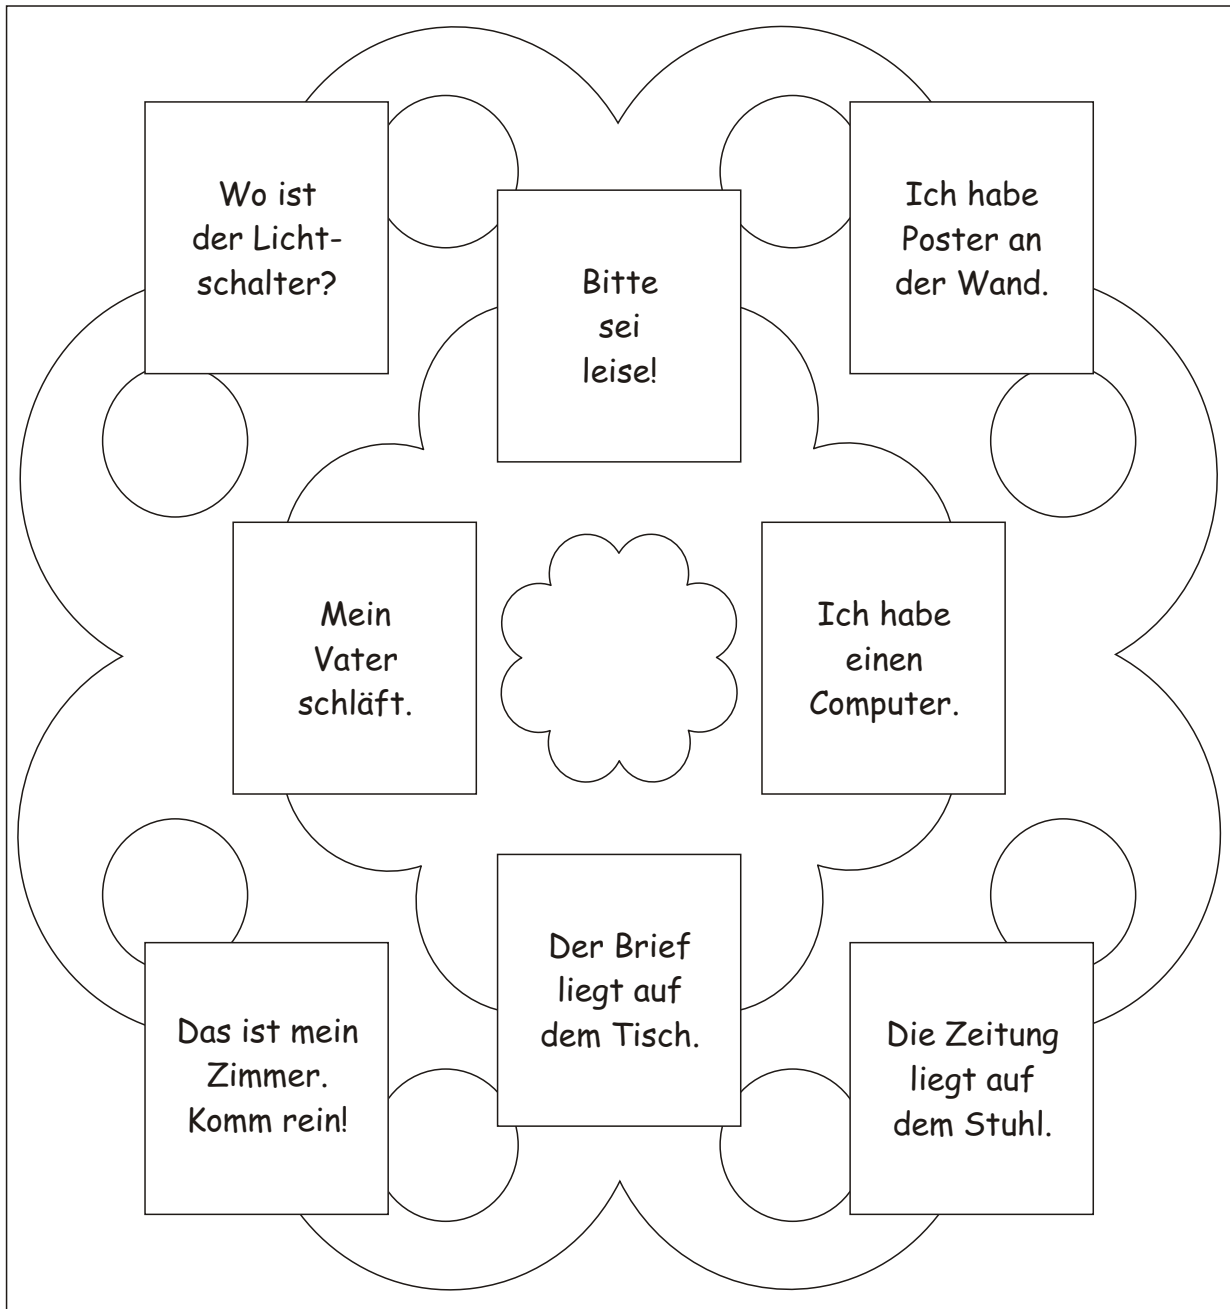 Wo ist
der Licht-
schalter?
Bitte
sei
leise!
Ich habe
Poster an
der Wand.
Mein
Vater
schläft.
Ich habe
einen
Computer.
Das ist mein
Zimmer.
Komm rein!
Der Brief
liegt auf
dem Tisch.
Die Zeitung
liegt auf
dem Stuhl.